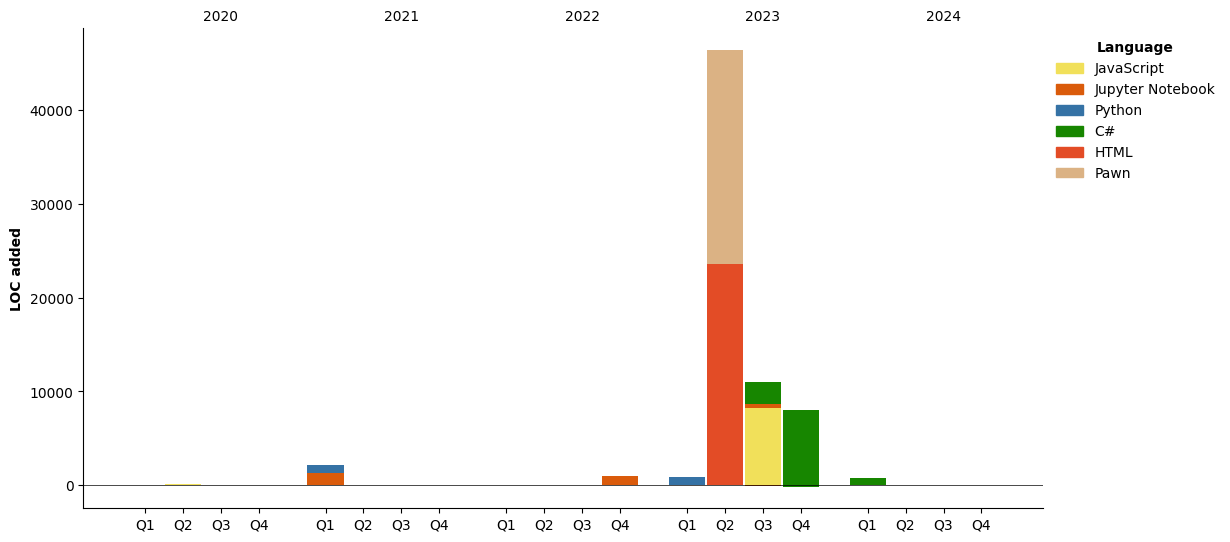 2020 2021 2022 2023 2024
Language
JavaScript
Jupyter Notebook
Python
C#
HTML
Pawn
LOC added
40000
30000
20000
10000
0
Q1 Q2 Q3 Q4 Q1 Q2 Q3 Q4 Q1 Q2 Q3 Q4 Q1 Q2 Q3 Q4 Q1 Q2 Q3 Q4